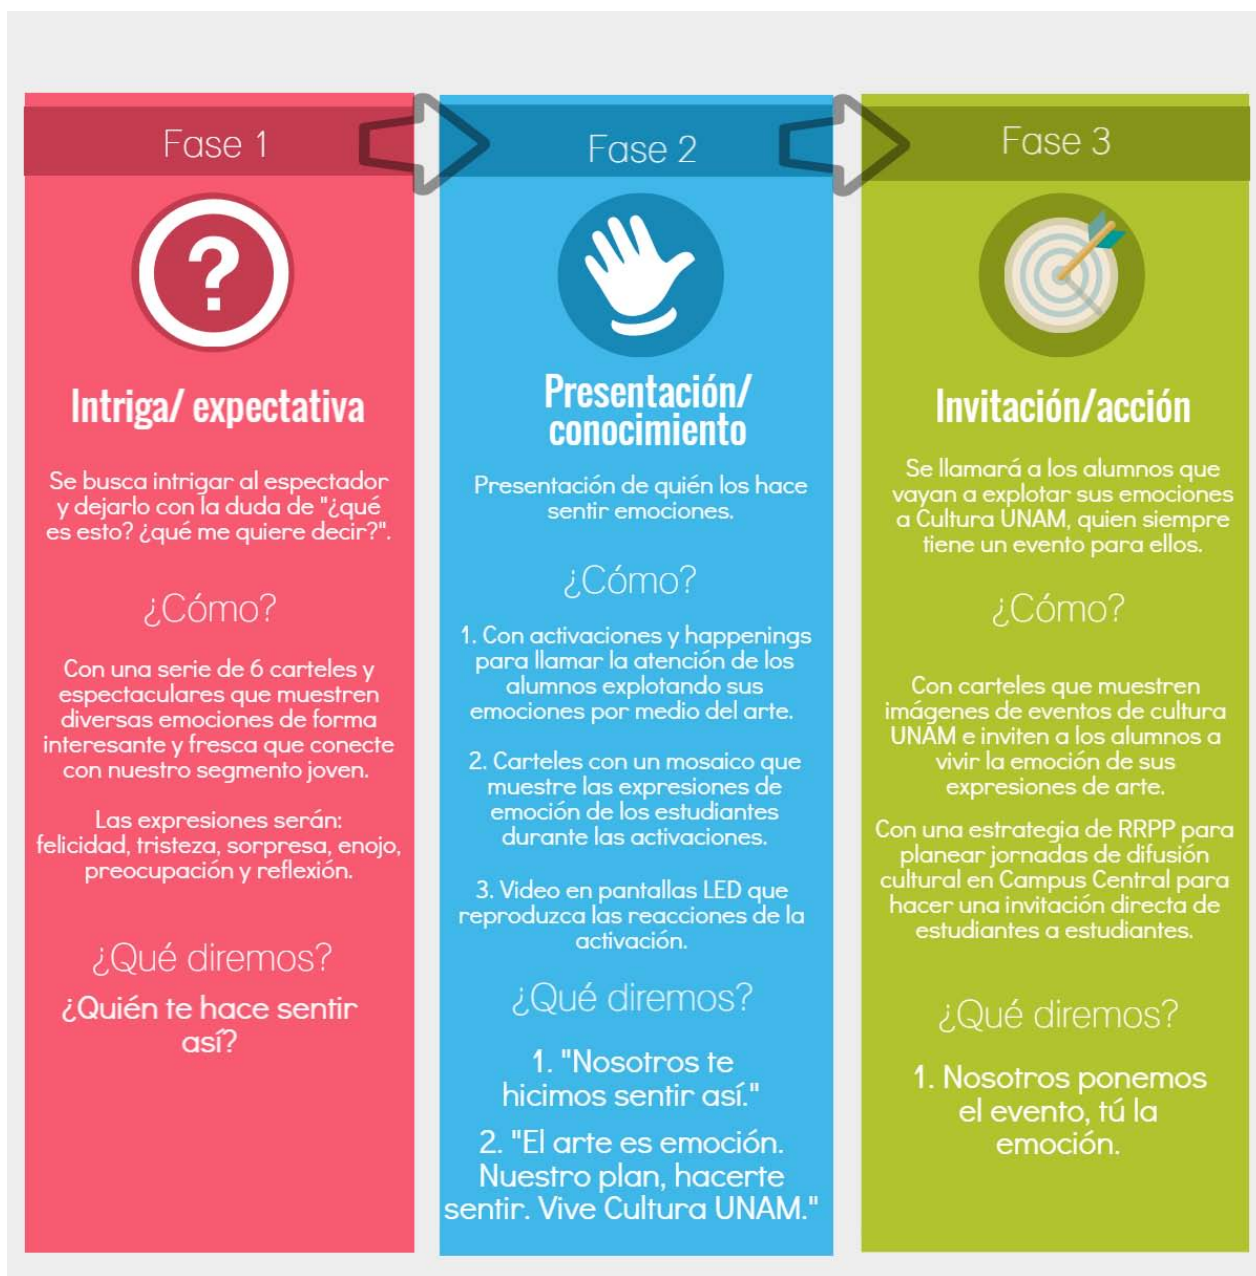 Fase 1
?
Intriga/ expectativa
Se busca intrigar al espectador
y dejarlo con la duda de "¿qué
es esto? ¿qué me quiere decir?".
¿Cómo?
Con una serie de 6 carteles y
espectaculares que muestren
diversas emociones de forma
interesante y fresca que conecte
con nuestro segmento joven.
Las expresiones serán:
felicidad, tristeza, sorpresa, enojo,
preocupación y reflexión.
¿Qué diremos?
¿Quién te hace sentir
así?
Fase 2
Presentación/
conocimiento
Presentación de quién los hace
sentir emociones.
¿Cómo?
1. Con activaciones y happenings
para llamar la atención de los
alumnos explotando sus
emociones por medio del arte.
2. Carteles con un mosaico que
muestre las expresiones de
emoción de los estudiantes
durante las activaciones.
3. Video en pantallas LED que
reproduzca las reacciones de la
activación.
¿Qué diremos?
1. "Nosotros te
hicimos sentir así."
2. "El arte es emoción.
Nuestro plan, hacerte
sentir. Vive Cultura UNAM."
Fase 3
Invitación/acción
Se llamará a los alumnos que
vayan a explotar sus emociones
a Cultura UNAM, quien siempre
tiene un evento para ellos.
¿Cómo?
Con carteles que muestren
imágenes de eventos de cultura
UNAM e inviten a los alumnos a
vivir la emoción de sus
expresiones de arte.
Con una estrategia de RRPP para
planear jornadas de difusión
cultural en Campus Central para
hacer una invitación directa de
estudiantes a estudiantes.
¿Qué diremos?
1. Nosotros ponemos
el evento, tú la
emoción.